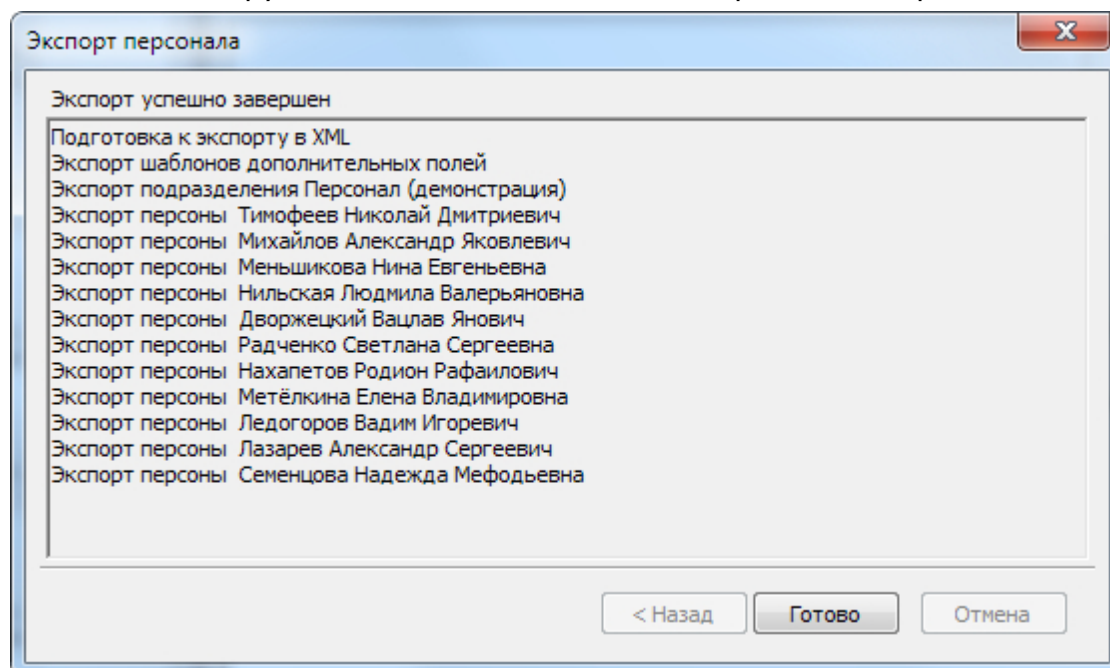 Экспорт персонала
Экспорт успешно завершен
Подготовка к экспорту в XML
Экспорт шаблонов дополнительных полей
Экспорт подразделения Персонал (демонстрация)
Экспорт персоны Тимофеев Николай Дмитриевич
Экспорт персоны Михайлов Александр Яковлевич
Экспорт персоны Меньшикова Нина Евгеньевна
Экспорт персоны Нильская Людмила Валерьяновна
Экспорт персоны Дворжецкий Вацлав Янович
Экспорт персоны Радченко Светлана Сергеевна
Экспорт персоны Нахапетов Родион Рафаилович
Экспорт персоны Метёлкина Елена Владимировна
Экспорт персоны Ледогоров Вадим Игоревич
Экспорт персоны Лазарев Александр Сергеевич
Экспорт персоны Семенцова Надежда Мефодьевна
< Назад Готово Отмена